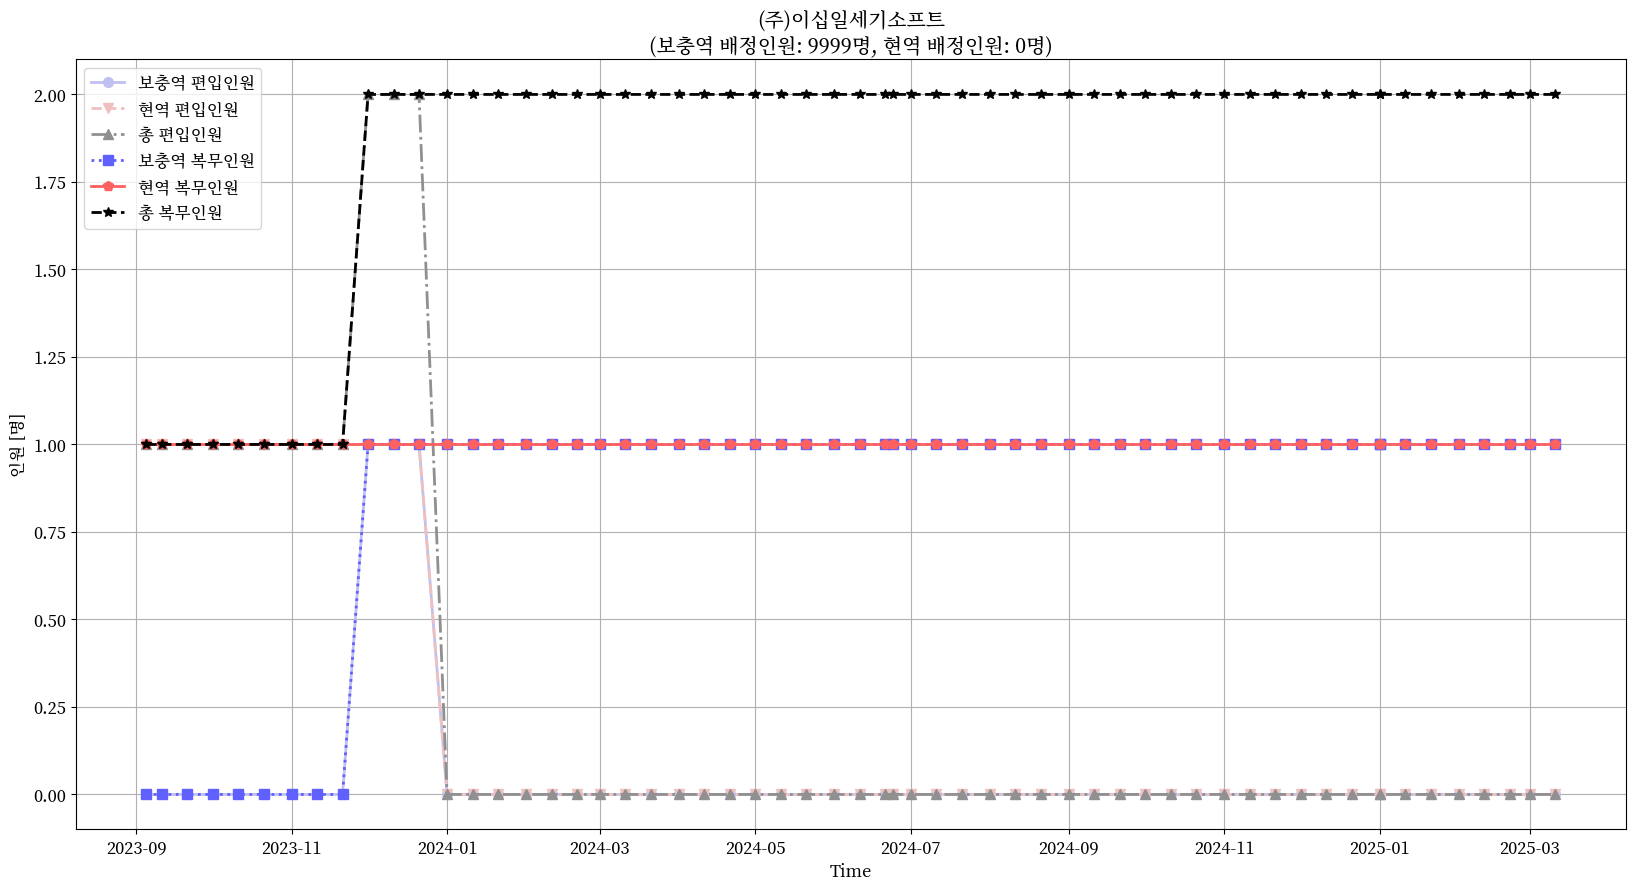 (주)이십일세기소프트
(보충역 배정인원: 9999명, 현역 배정인원: 0명)
보충역 편입인원
현역 편입인원
총 편입인원
보충역 복무인원
현역 복무인원
총 복무인원
인원 [명]
2.00
1.75
1.50
1.25
1.00
0.75
0.50
0.25
0.00
2023-09 2023-11 2024-01 2024-03 2024-05 2024-07 2024-09 2024-11 2025-01 2025-03
Time